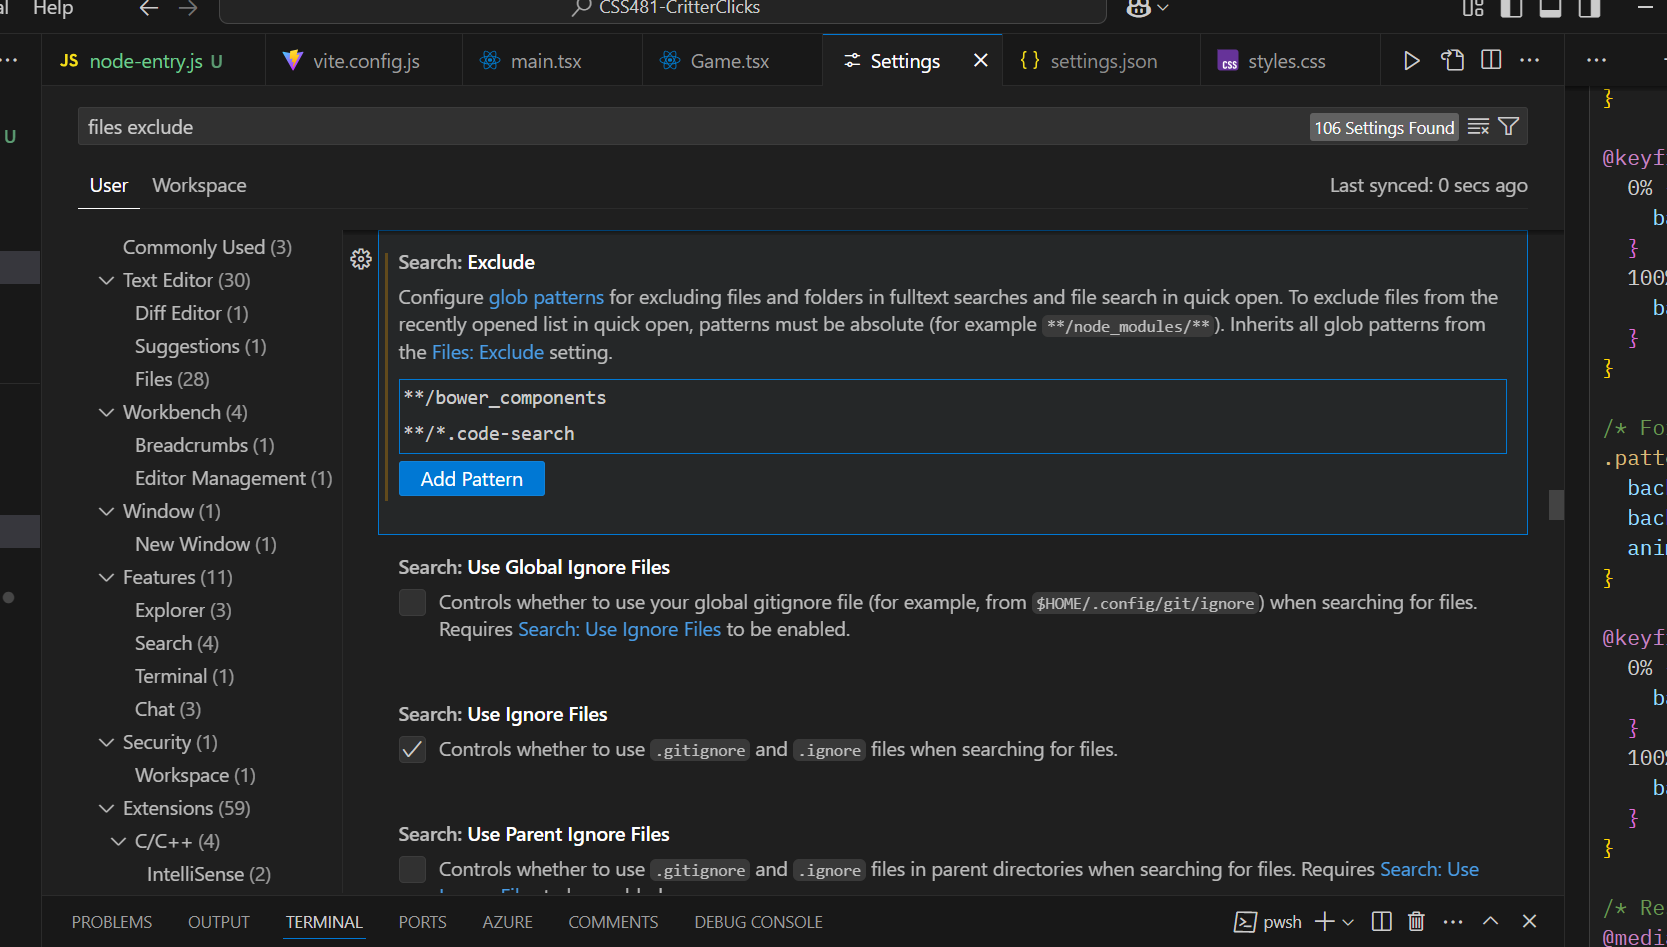 al Help
CSS481-CritterClicks
JS node-entry.js U
vite.config.js
main.tsx
Game.tsx
Settings
{} settings.json
css styles.css
U
files exclude
106 Settings Found
User Workspace
Last synced: 0 secs ago
Commonly Used (3)
Text Editor (30)
Diff Editor (1)
Suggestions (1)
Files (28)
Workbench (4)
Breadcrumbs (1)
Editor Management (1)
Window (1)
New Window (1)
Features (11)
Explorer (3)
Search (4)
Terminal (1)
Chat (3)
Security (1)
Workspace (1)
Extensions (59)
C/C++ (4)
IntelliSense (2)
Search: Exclude
Configure glob patterns for excluding files and folders in fulltext searches and file search in quick open. To exclude files from the
recently opened list in quick open, patterns must be absolute (for example **/node_modules/**). Inherits all glob patterns from
the Files: Exclude setting.
**/bower_components
**/*.code-search
Add Pattern
Search: Use Global Ignore Files
Controls whether to use your global gitignore file (for example, from $HOME/.config/git/ignore) when searching for files.
Requires Search: Use Ignore Files to be enabled.
Search: Use Ignore Files
Controls whether to use .gitignore and .ignore files when searching for files.
Search: Use Parent Ignore Files
Controls whether to use .gitignore and .ignore files in parent directories when searching for files. Requires Search: Use
}
@keyf
0%
ba
}
100%
ba
}
}
/* Fo
.patt
bac
bac
ani
}
@keyf
0%
ba
}
100%
ba
}
}
/* Re
@medi
PROBLEMS OUTPUT TERMINAL PORTS AZURE COMMENTS DEBUG CONSOLE
pwsh